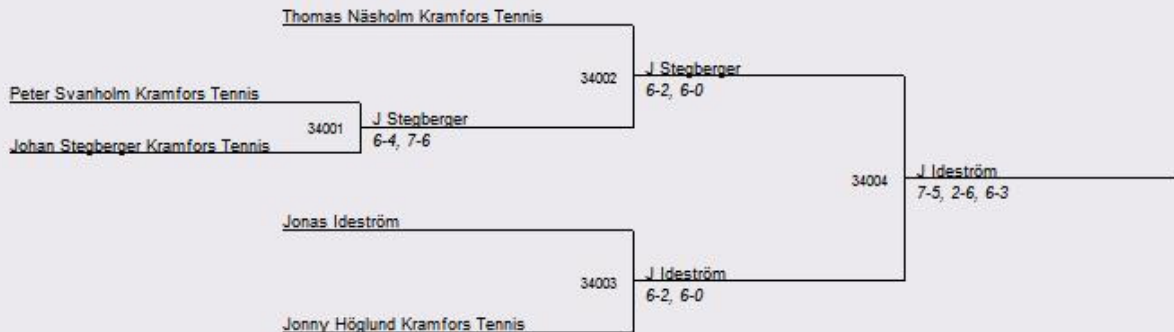 Thomas Näsholm Kramfors Tennis
34002
J Stegberger
6-2, 6-0
Peter Svanholm Kramfors Tennis
34001
J Stegberger
6-4, 7-6
Johan Stegberger Kramfors Tennis
34004
J Ideström
7-5, 2-6, 6-3
Jonas Ideström
34003
J Ideström
6-2, 6-0
Jonny Höglund Kramfors Tennis